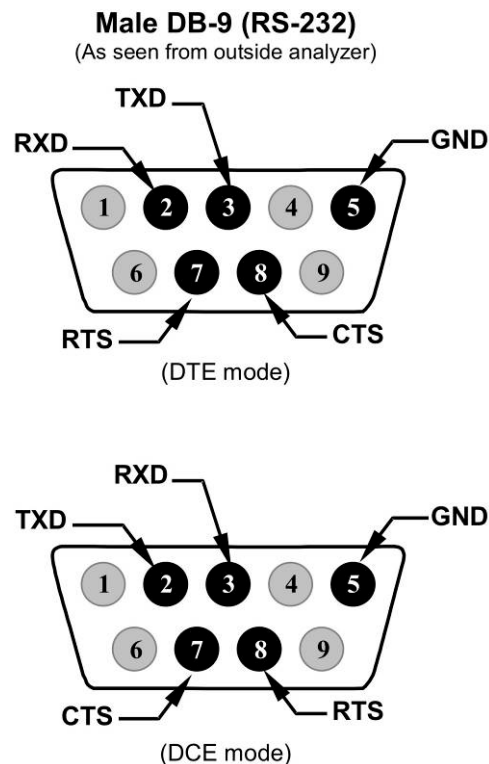 Male DB-9 (RS-232)
(As seen from outside analyzer)
TXD
RXD
GND
1 2 3 4 5
6 7 8 9
RTS
CTS
(DTE mode)
RXD
TXD
GND
1 2 3 4 5
6 7 8 9
CTS
RTS
(DCE mode)